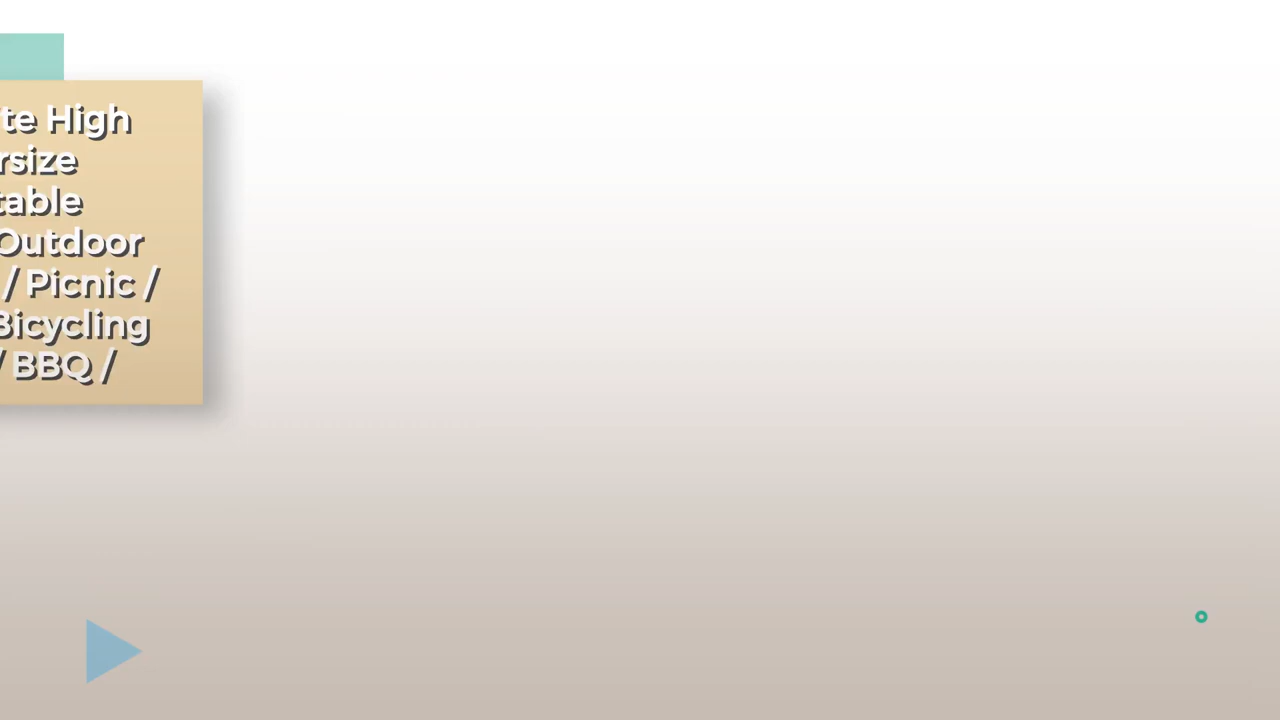 te High
rsize
table
Outdoor
/ Picnic /
Bicycling
/ BBQ /